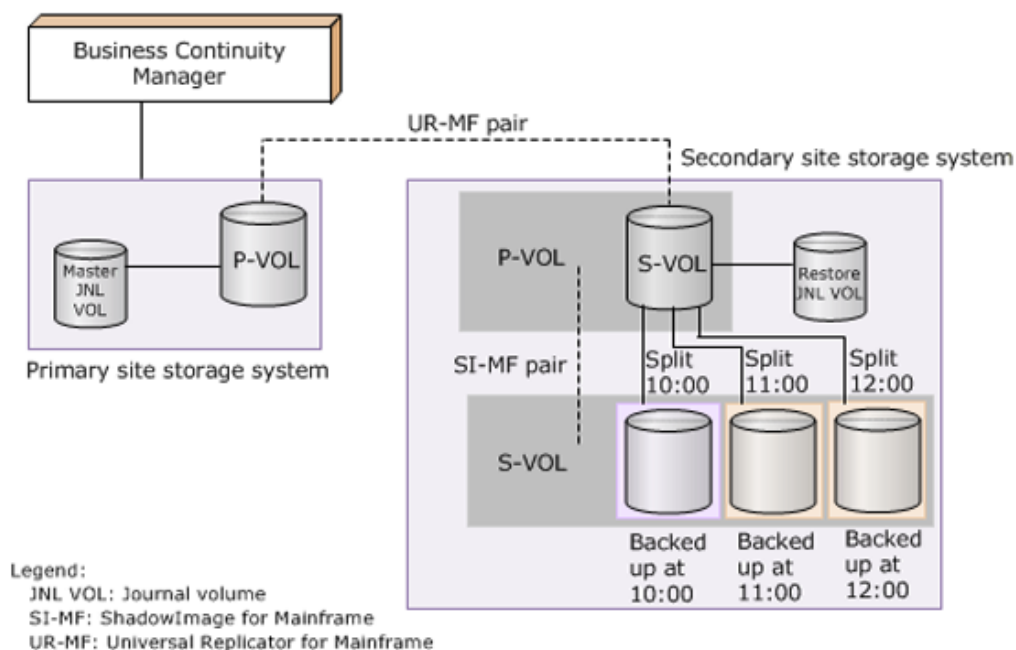 Business Continuity
Manager
UR-MF pair
Secondary site storage system
Master
JNL
VOL
P-VOL
Primary site storage system
P-VOL
S-VOL
Restore
JNL VOL
SI-MF pair
Split
10:00
Split
11:00
Split
12:00
S-VOL
Backed
up at
10:00
Backed
up at
11:00
Backed
up at
12:00
Legend:
JNL VOL: Journal volume
SI-MF: ShadowImage for Mainframe
UR-MF: Universal Replicator for Mainframe